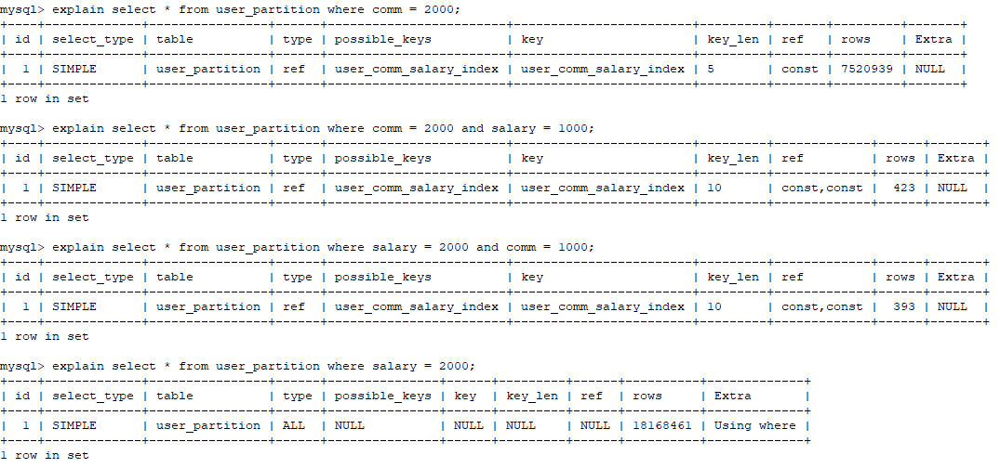 mysql> explain select * from user_partition where comm = 2000;
+----+-------------+----------------+------+------------------------+------------------------+---------+-------+---------+-------+
| id | select_type | table | type | possible_keys | key | key_len | ref | rows | Extra |
+----+-------------+----------------+------+------------------------+------------------------+---------+-------+---------+-------+
| 1 | SIMPLE | user_partition | ref | user_comm_salary_index | user_comm_salary_index | 5 | const | 7520939 | NULL |
+----+-------------+----------------+------+------------------------+------------------------+---------+-------+---------+-------+
1 row in set
mysql> explain select * from user_partition where comm = 2000 and salary = 1000;
+----+-------------+----------------+------+------------------------+------------------------+---------+-------------+------+-------+
| id | select_type | table | type | possible_keys | key | key_len | ref | rows | Extra |
+----+-------------+----------------+------+------------------------+------------------------+---------+-------------+------+-------+
| 1 | SIMPLE | user_partition | ref | user_comm_salary_index | user_comm_salary_index | 10 | const,const | 423 | NULL |
+----+-------------+----------------+------+------------------------+------------------------+---------+-------------+------+-------+
1 row in set
mysql> explain select * from user_partition where salary = 2000 and comm = 1000;
+----+-------------+----------------+------+------------------------+------------------------+---------+-------------+------+-------+
| id | select_type | table | type | possible_keys | key | key_len | ref | rows | Extra |
+----+-------------+----------------+------+------------------------+------------------------+---------+-------------+------+-------+
| 1 | SIMPLE | user_partition | ref | user_comm_salary_index | user_comm_salary_index | 10 | const,const | 393 | NULL |
+----+-------------+----------------+------+------------------------+------------------------+---------+-------------+------+-------+
1 row in set
mysql> explain select * from user_partition where salary = 2000;
+----+-------------+----------------+------+---------------+------+---------+------+----------+-------------+
| id | select_type | table | type | possible_keys | key | key_len | ref | rows | Extra |
+----+-------------+----------------+------+---------------+------+---------+------+----------+-------------+
| 1 | SIMPLE | user_partition | ALL | NULL | NULL | NULL | NULL | 18168461 | Using where |
+----+-------------+----------------+------+---------------+------+---------+------+----------+-------------+
1 row in set